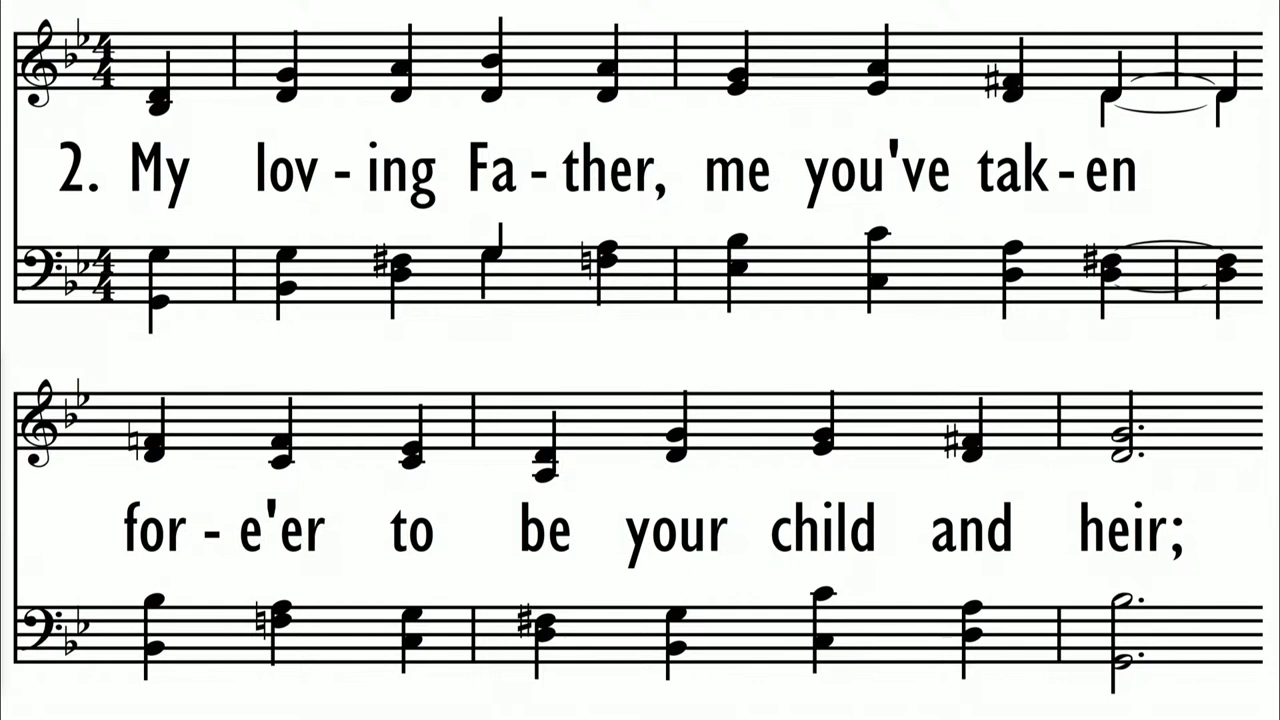 2. My lov - ing Fa - ther, me you've tak - en
for - e'er to be your child and heir;